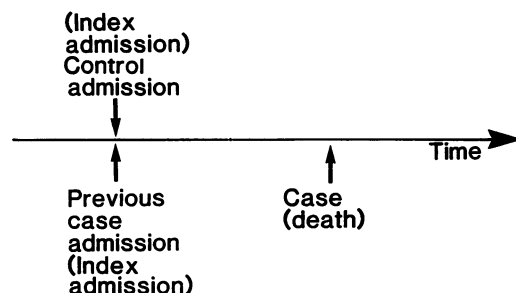 (Index
admission)
Control
admission
Time
Previous
case
admission
(Index
admission)
Case
(death)